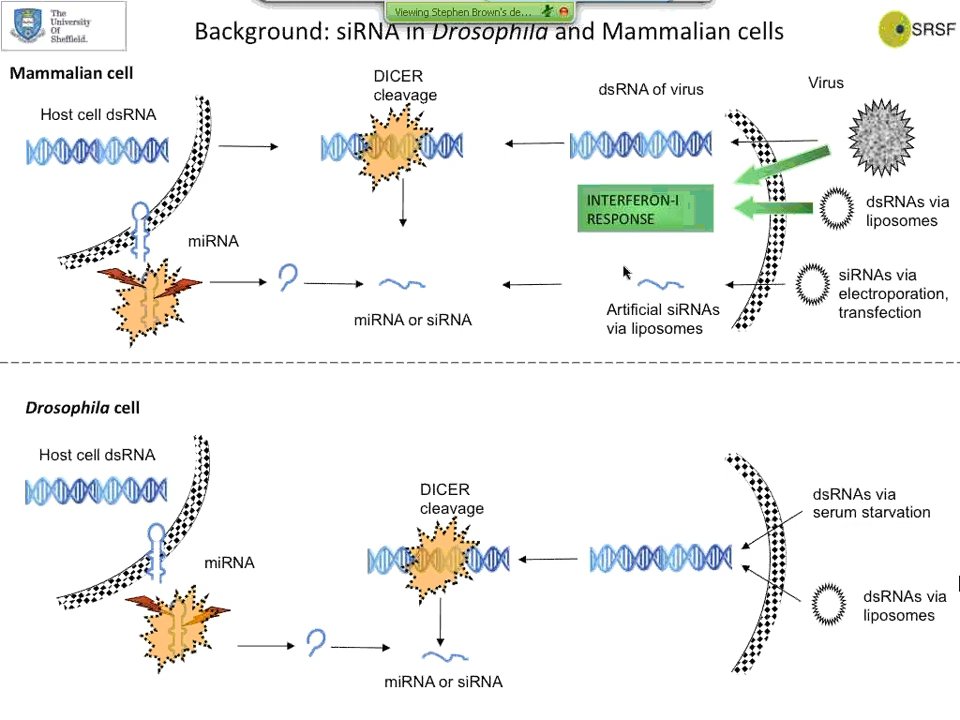 Viewing Stephen Brown's de...
The
University
Of
Sheffield.
Background: siRNA in Drosophila and Mammalian cells
SRSF
Mammalian cell
Host cell dsRNA
DICER
cleavage
dsRNA of virus
Virus
INTERFERON-I
RESPONSE
dsRNAs via
liposomes
miRNA
siRNAs via
electroporation,
transfection
miRNA or siRNA
Artificial siRNAs
via liposomes
Drosophila cell
Host cell dsRNA
DICER
cleavage
dsRNAs via
serum starvation
miRNA
dsRNAs via
liposomes
miRNA or siRNA